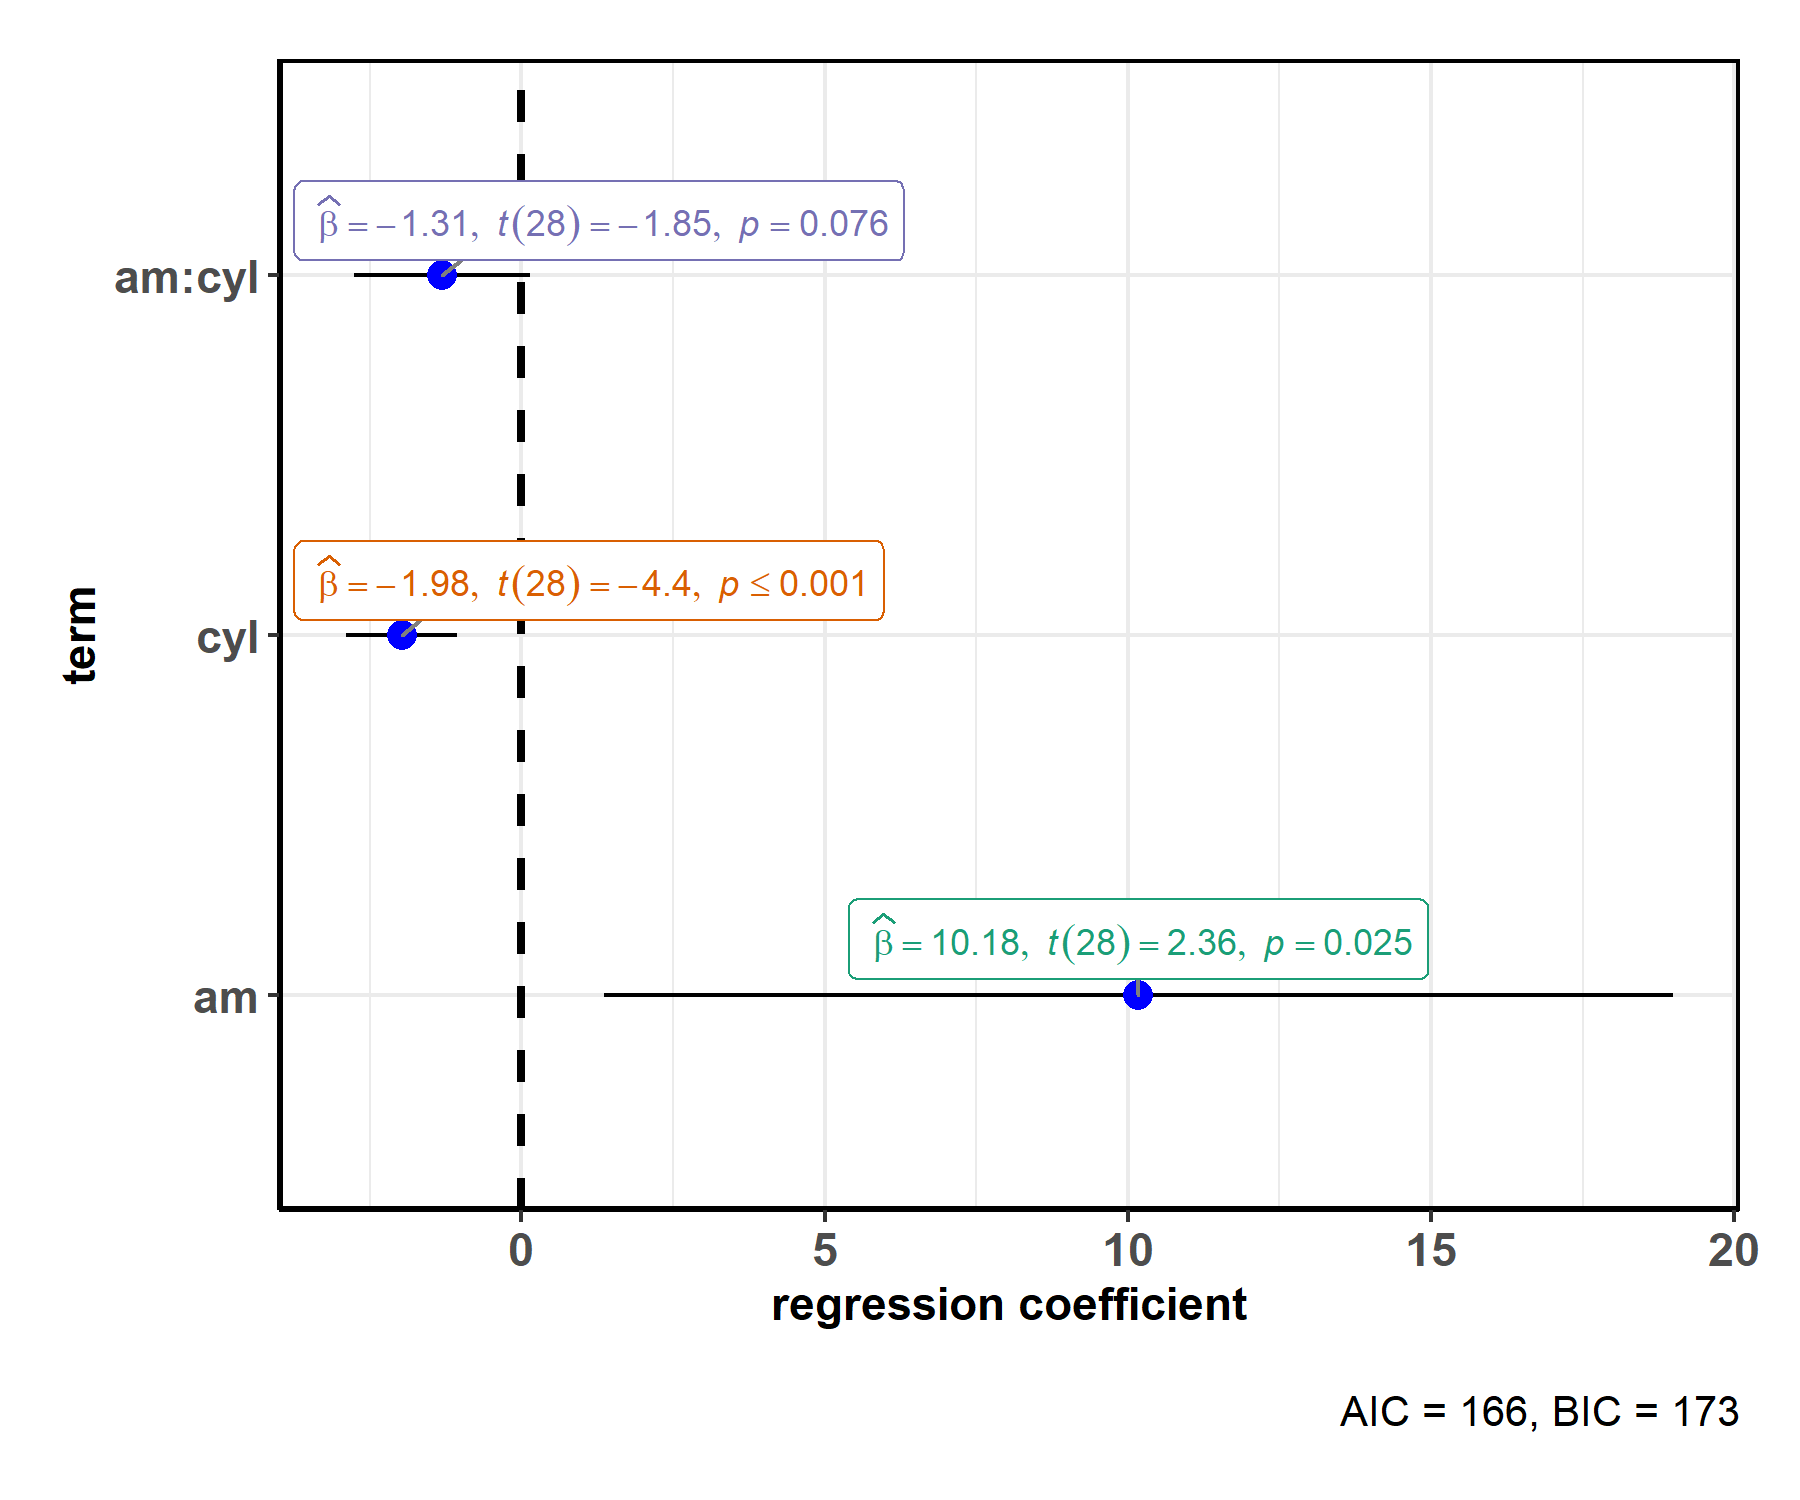 β̂ = −1.31, t(28) = −1.85, p = 0.076
am:cyl
β̂ = −1.98, t(28) = −4.4, p ≤ 0.001
cyl
term
β̂ = 10.18, t(28) = 2.36, p = 0.025
am
0 5 10 15 20
regression coefficient
AIC = 166, BIC = 173